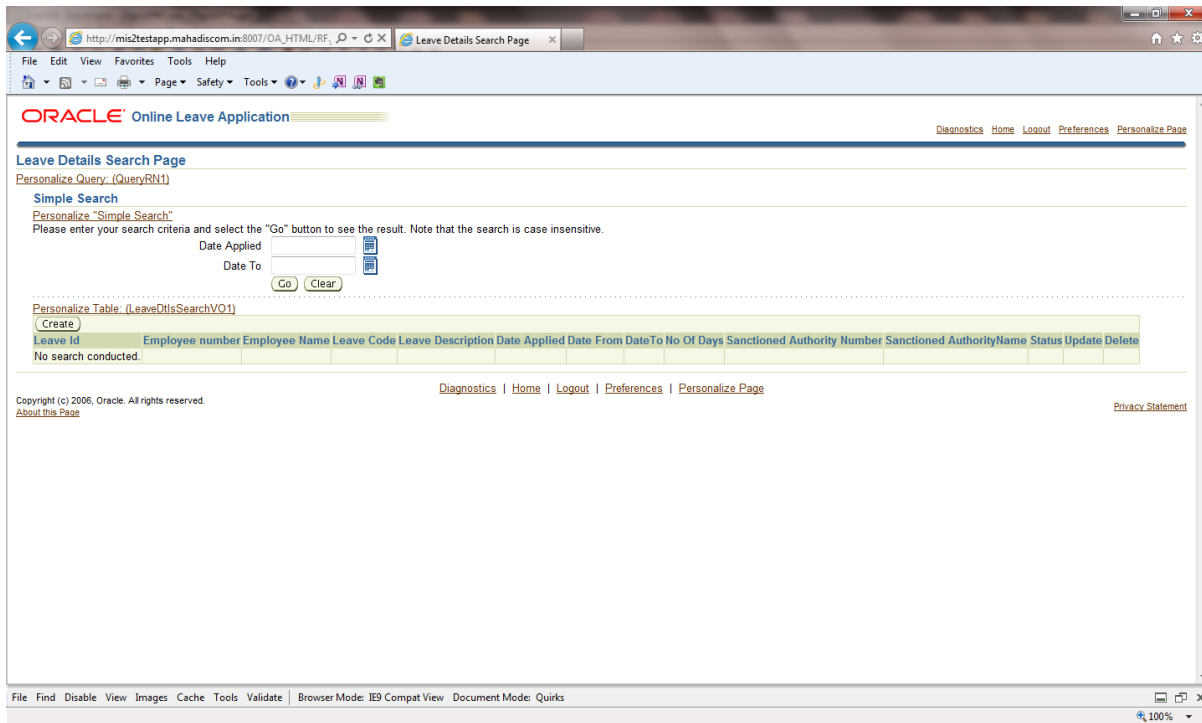 http://mis2testapp.mahadiscom.in:8007/OA_HTML/RF. Leave Details Search Page
File Edit View Favorites Tools Help
Page Safety Tools
ORACLE Online Leave Application
Diagnostics Home Logout Preferences Personalize Page
Leave Details Search Page
Personalize Query: (QueryRN1)
Simple Search
Personalize "Simple Search"
Please enter your search criteria and select the "Go" button to see the result. Note that the search is case insensitive.
Date Applied
Date To
Go Clear
Personalize Table: (LeaveDtlsSearchVO1)
Create
Leave Id Employee number Employee Name Leave Code Leave Description Date Applied Date From DateTo No Of Days Sanctioned Authority Number Sanctioned AuthorityName Status Update Delete
No search conducted.
Diagnostics | Home | Logout | Preferences | Personalize Page
Copyright (c) 2006, Oracle. All rights reserved.
About this Page
Privacy Statement
File Find Disable View Images Cache Tools Validate | Browser Mode: IE9 Compat View Document Mode: Quirks
100%